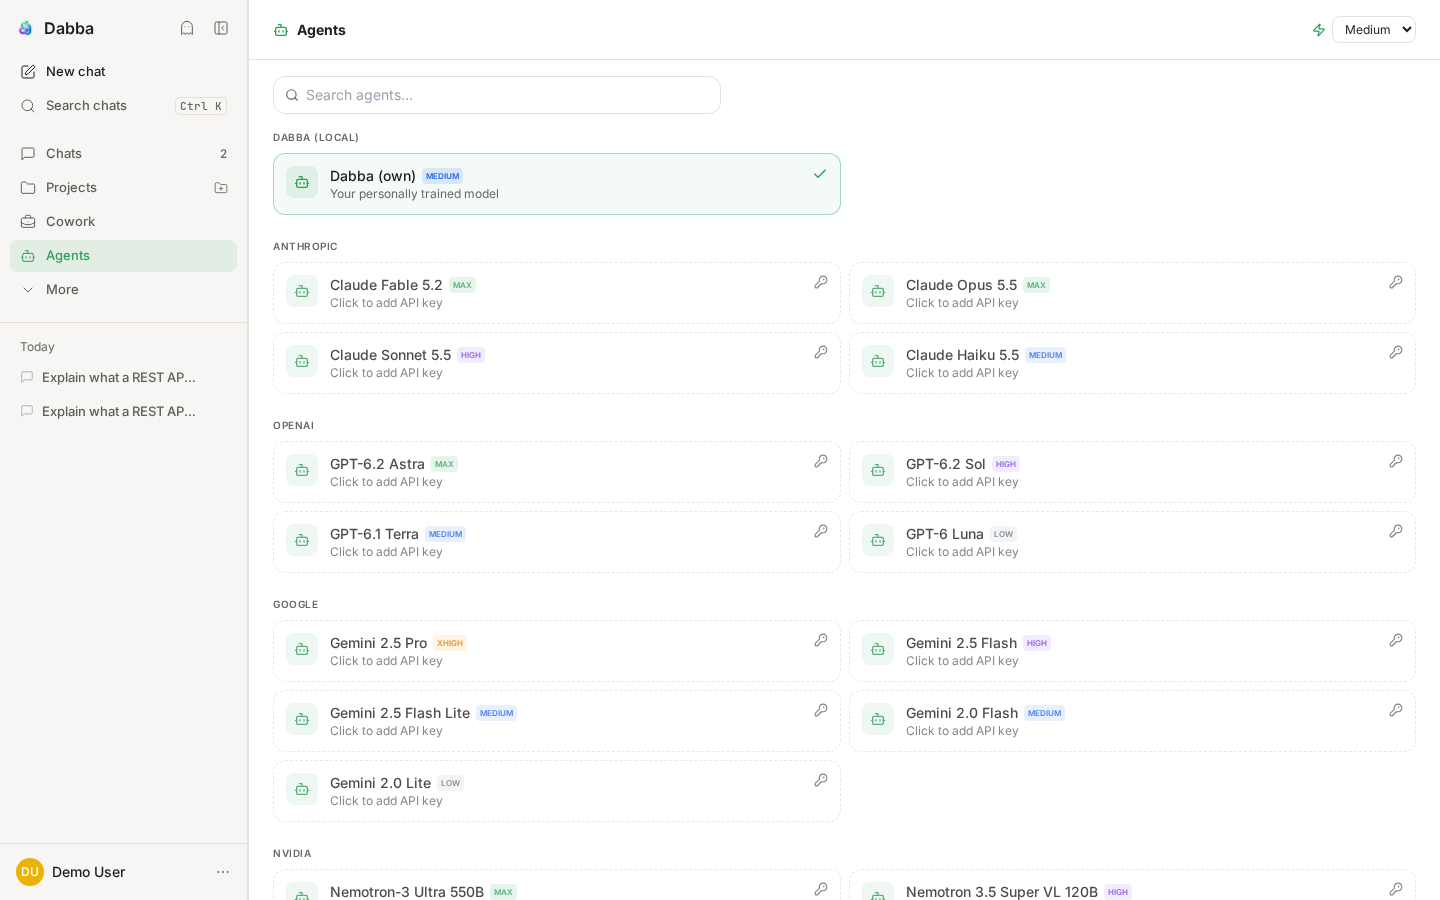 Dabba
New chat
Search chats
Ctrl K
Chats
2
Projects
Cowork
Agents
More
Today
Explain what a REST AP...
Explain what a REST AP...
DU
Demo User
Agents
Medium
Search agents...
DABBA (LOCAL)
Dabba (own) MEDIUM
Your personally trained model
ANTHROPIC
Claude Fable 5.2 MAX
Click to add API key
Claude Opus 5.5 MAX
Click to add API key
Claude Sonnet 5.5 HIGH
Click to add API key
Claude Haiku 5.5 MEDIUM
Click to add API key
OPENAI
GPT-6.2 Astra MAX
Click to add API key
GPT-6.2 Sol HIGH
Click to add API key
GPT-6.1 Terra MEDIUM
Click to add API key
GPT-6 Luna LOW
Click to add API key
GOOGLE
Gemini 2.5 Pro XHIGH
Click to add API key
Gemini 2.5 Flash HIGH
Click to add API key
Gemini 2.5 Flash Lite MEDIUM
Click to add API key
Gemini 2.0 Flash MEDIUM
Click to add API key
Gemini 2.0 Lite LOW
Click to add API key
NVIDIA
Nemotron-3 Ultra 550B MAX
Nemotron 3.5 Super VL 120B HIGH